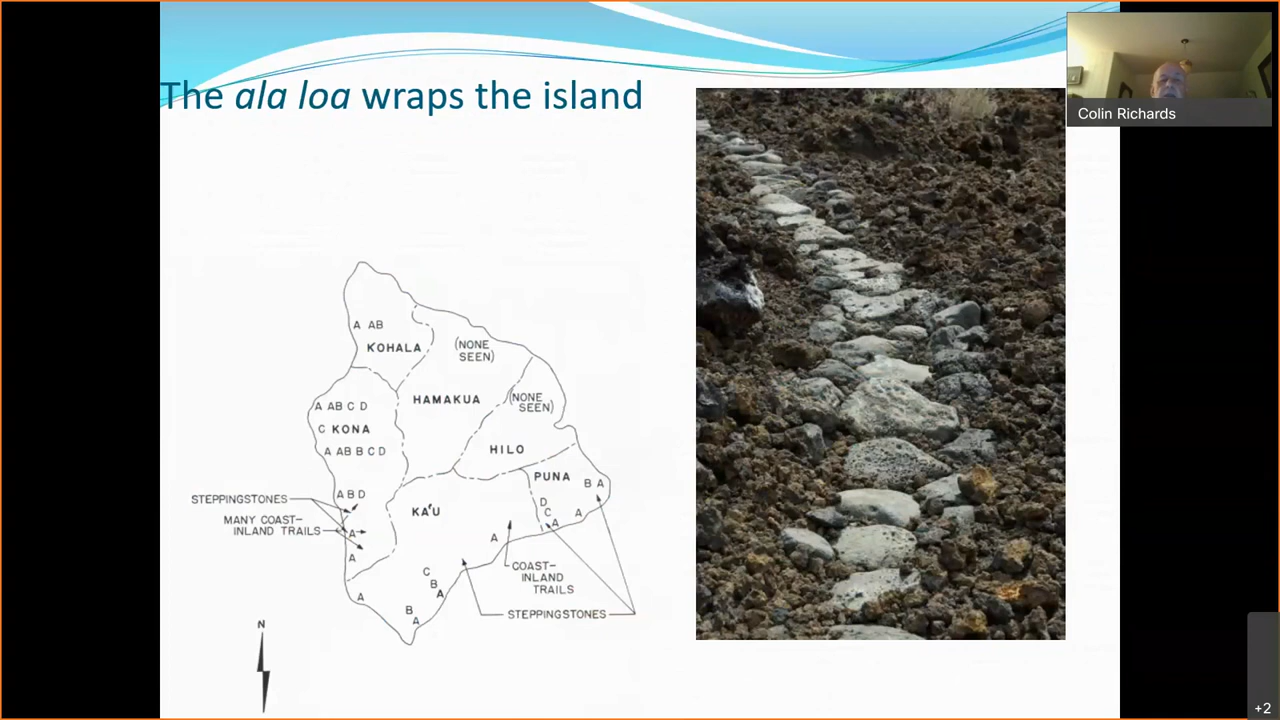 The ala loa wraps the island
Colin Richards
A AB
KOHALA
(NONE
SEEN)
HAMAKUA
(NONE
SEEN)
A AB C D
C KONA
A AB B C D
HILO
PUNA
B A
STEPPINGSTONES
A B D
MANY COAST-
INLAND TRAILS
A
A
KA'U
D
C
A
A
A
COAST-
INLAND
TRAILS
C
B
A
A
B
A
STEPPINGSTONES
N
+2